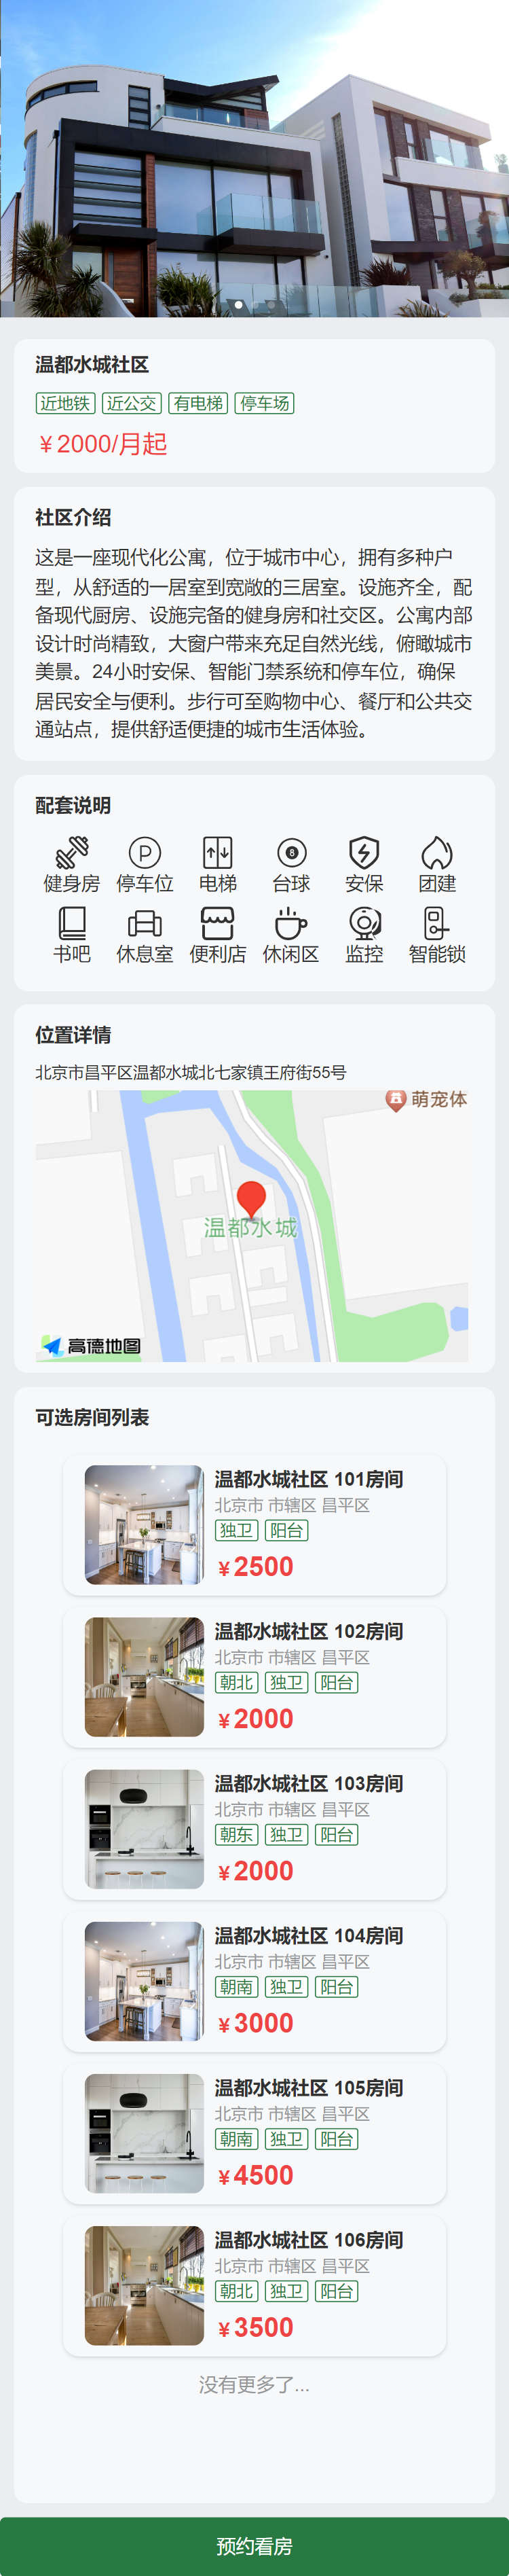 温都水城社区
近地铁 近公交 有电梯 停车场
¥2000/月起
社区介绍
这是一座现代化公寓，位于城市中心，拥有多种户
型，从舒适的一居室到宽敞的三居室。设施齐全，配
备现代厨房、设施完备的健身房和社交区。公寓内部
设计时尚精致，大窗户带来充足自然光线，俯瞰城市
美景。24小时安保、智能门禁系统和停车位，确保
居民安全与便利。步行可至购物中心、餐厅和公共交
通站点，提供舒适便捷的城市生活体验。
配套说明
健身房 停车位 电梯 台球 安保 团建
书吧 休息室 便利店 休闲区 监控 智能锁
位置详情
北京市昌平区温都水城北七家镇王府街55号
萌宠体
温都水城
高德地图
可选房间列表
温都水城社区 101房间
北京市 市辖区 昌平区
独卫 阳台
¥2500
温都水城社区 102房间
北京市 市辖区 昌平区
朝北 独卫 阳台
¥2000
温都水城社区 103房间
北京市 市辖区 昌平区
朝东 独卫 阳台
¥2000
温都水城社区 104房间
北京市 市辖区 昌平区
朝南 独卫 阳台
¥3000
温都水城社区 105房间
北京市 市辖区 昌平区
朝南 独卫 阳台
¥4500
温都水城社区 106房间
北京市 市辖区 昌平区
朝北 独卫 阳台
¥3500
没有更多了...
预约看房